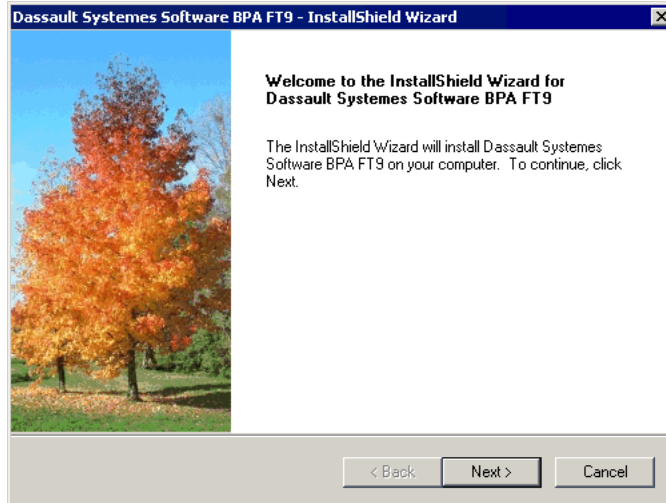 Dassault Systemes Software BPA FT9 - InstallShield Wizard
Welcome to the InstallShield Wizard for
Dassault Systemes Software BPA FT9
The InstallShield Wizard will install Dassault Systemes
Software BPA FT9 on your computer. To continue, click
Next.
< Back Next > Cancel